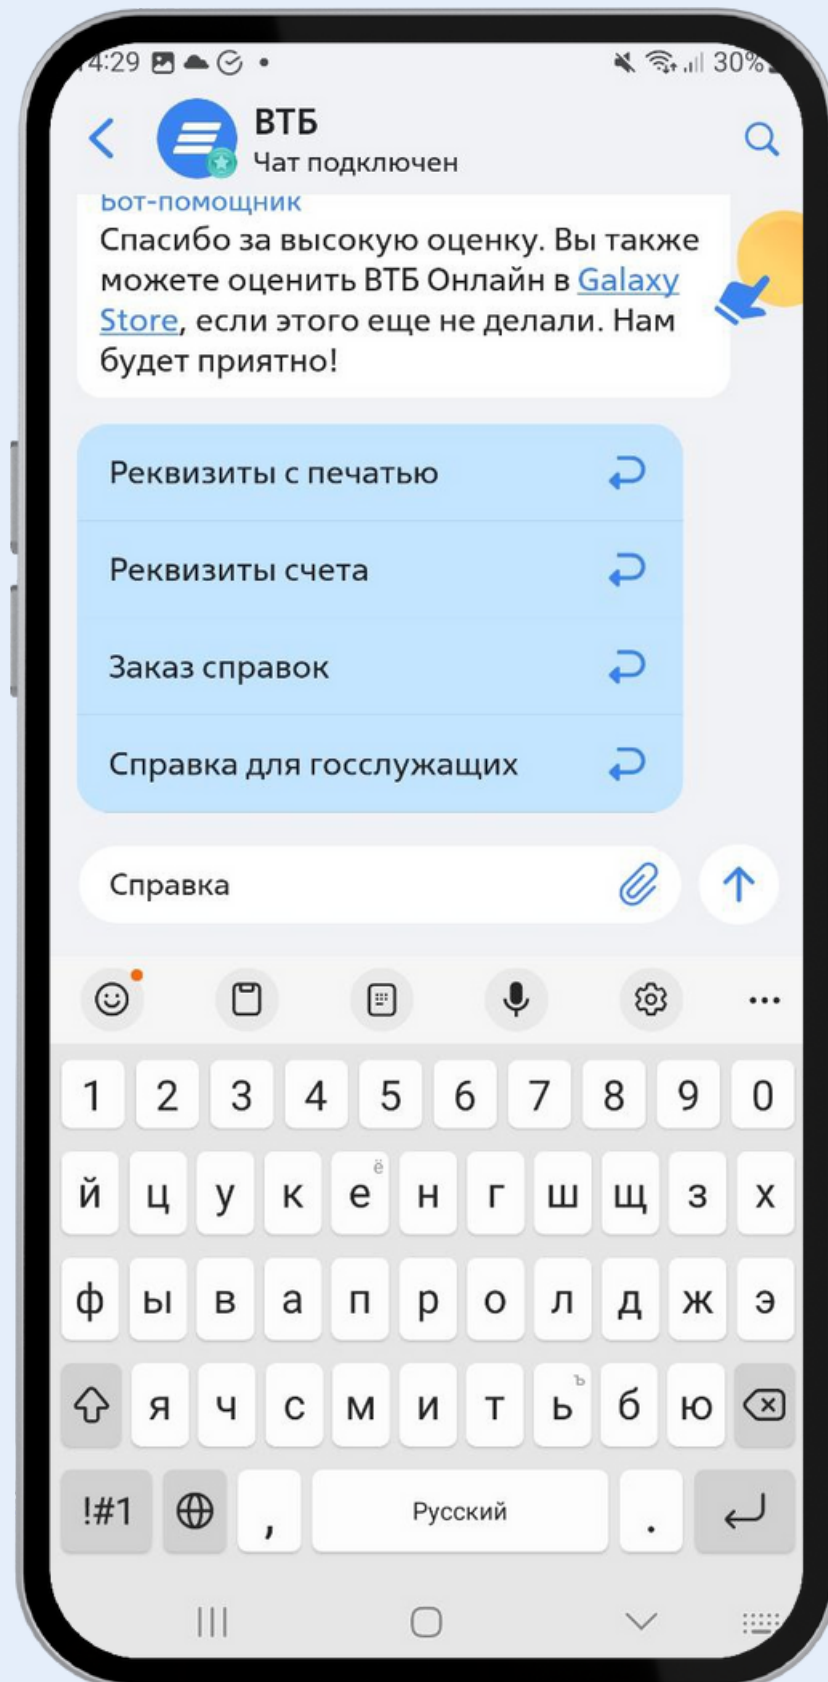 4:29
30%
ВТБ
Чат подключен
Бот-помощник
Спасибо за высокую оценку. Вы также
можете оценить ВТБ Онлайн в Galaxy
Store, если этого еще не делали. Нам
будет приятно!
Реквизиты с печатью
Реквизиты счета
Заказ справок
Справка для госслужащих
Справка
1 2 3 4 5 6 7 8 9 0
й ц у к е ё н г ш щ з х
ф ы в а п р о л д ж э
я ч с м и т ь ъ б ю
!#1 , Русский .